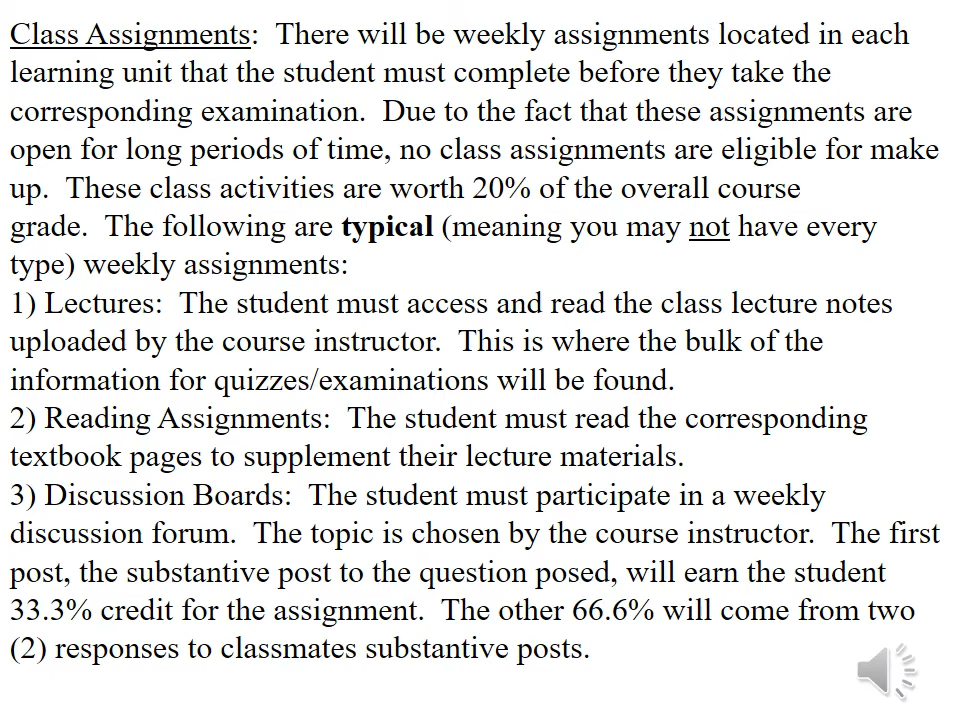 Class Assignments:  There will be weekly assignments located in each
learning unit that the student must complete before they take the
corresponding examination.  Due to the fact that these assignments are
open for long periods of time, no class assignments are eligible for make
up.  These class activities are worth 20% of the overall course
grade.  The following are typical (meaning you may not have every
type) weekly assignments:
1) Lectures:  The student must access and read the class lecture notes
uploaded by the course instructor.  This is where the bulk of the
information for quizzes/examinations will be found.
2) Reading Assignments:  The student must read the corresponding
textbook pages to supplement their lecture materials.
3) Discussion Boards:  The student must participate in a weekly
discussion forum.  The topic is chosen by the course instructor.  The first
post, the substantive post to the question posed, will earn the student
33.3% credit for the assignment.  The other 66.6% will come from two
(2) responses to classmates substantive posts.